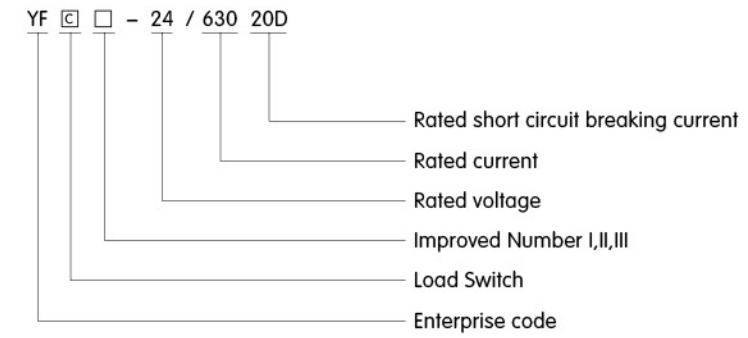 YF C □ - 24 / 630 20D
Rated short circuit breaking current
Rated current
Rated voltage
Improved Number I,II,III
Load Switch
Enterprise code